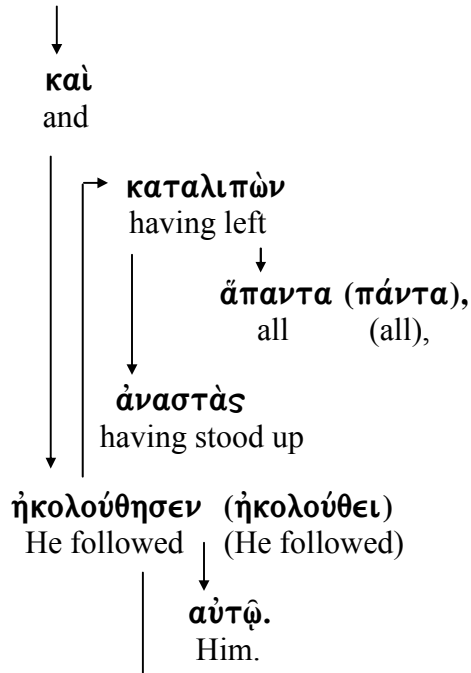 καὶ
and
καταλιπὼν
having left
ἅπαντα (πάντα),
all (all),
ἀναστὰς
having stood up
ἠκολούθησεν (ἠκολούθει)
He followed (He followed)
αὐτῷ.
Him.